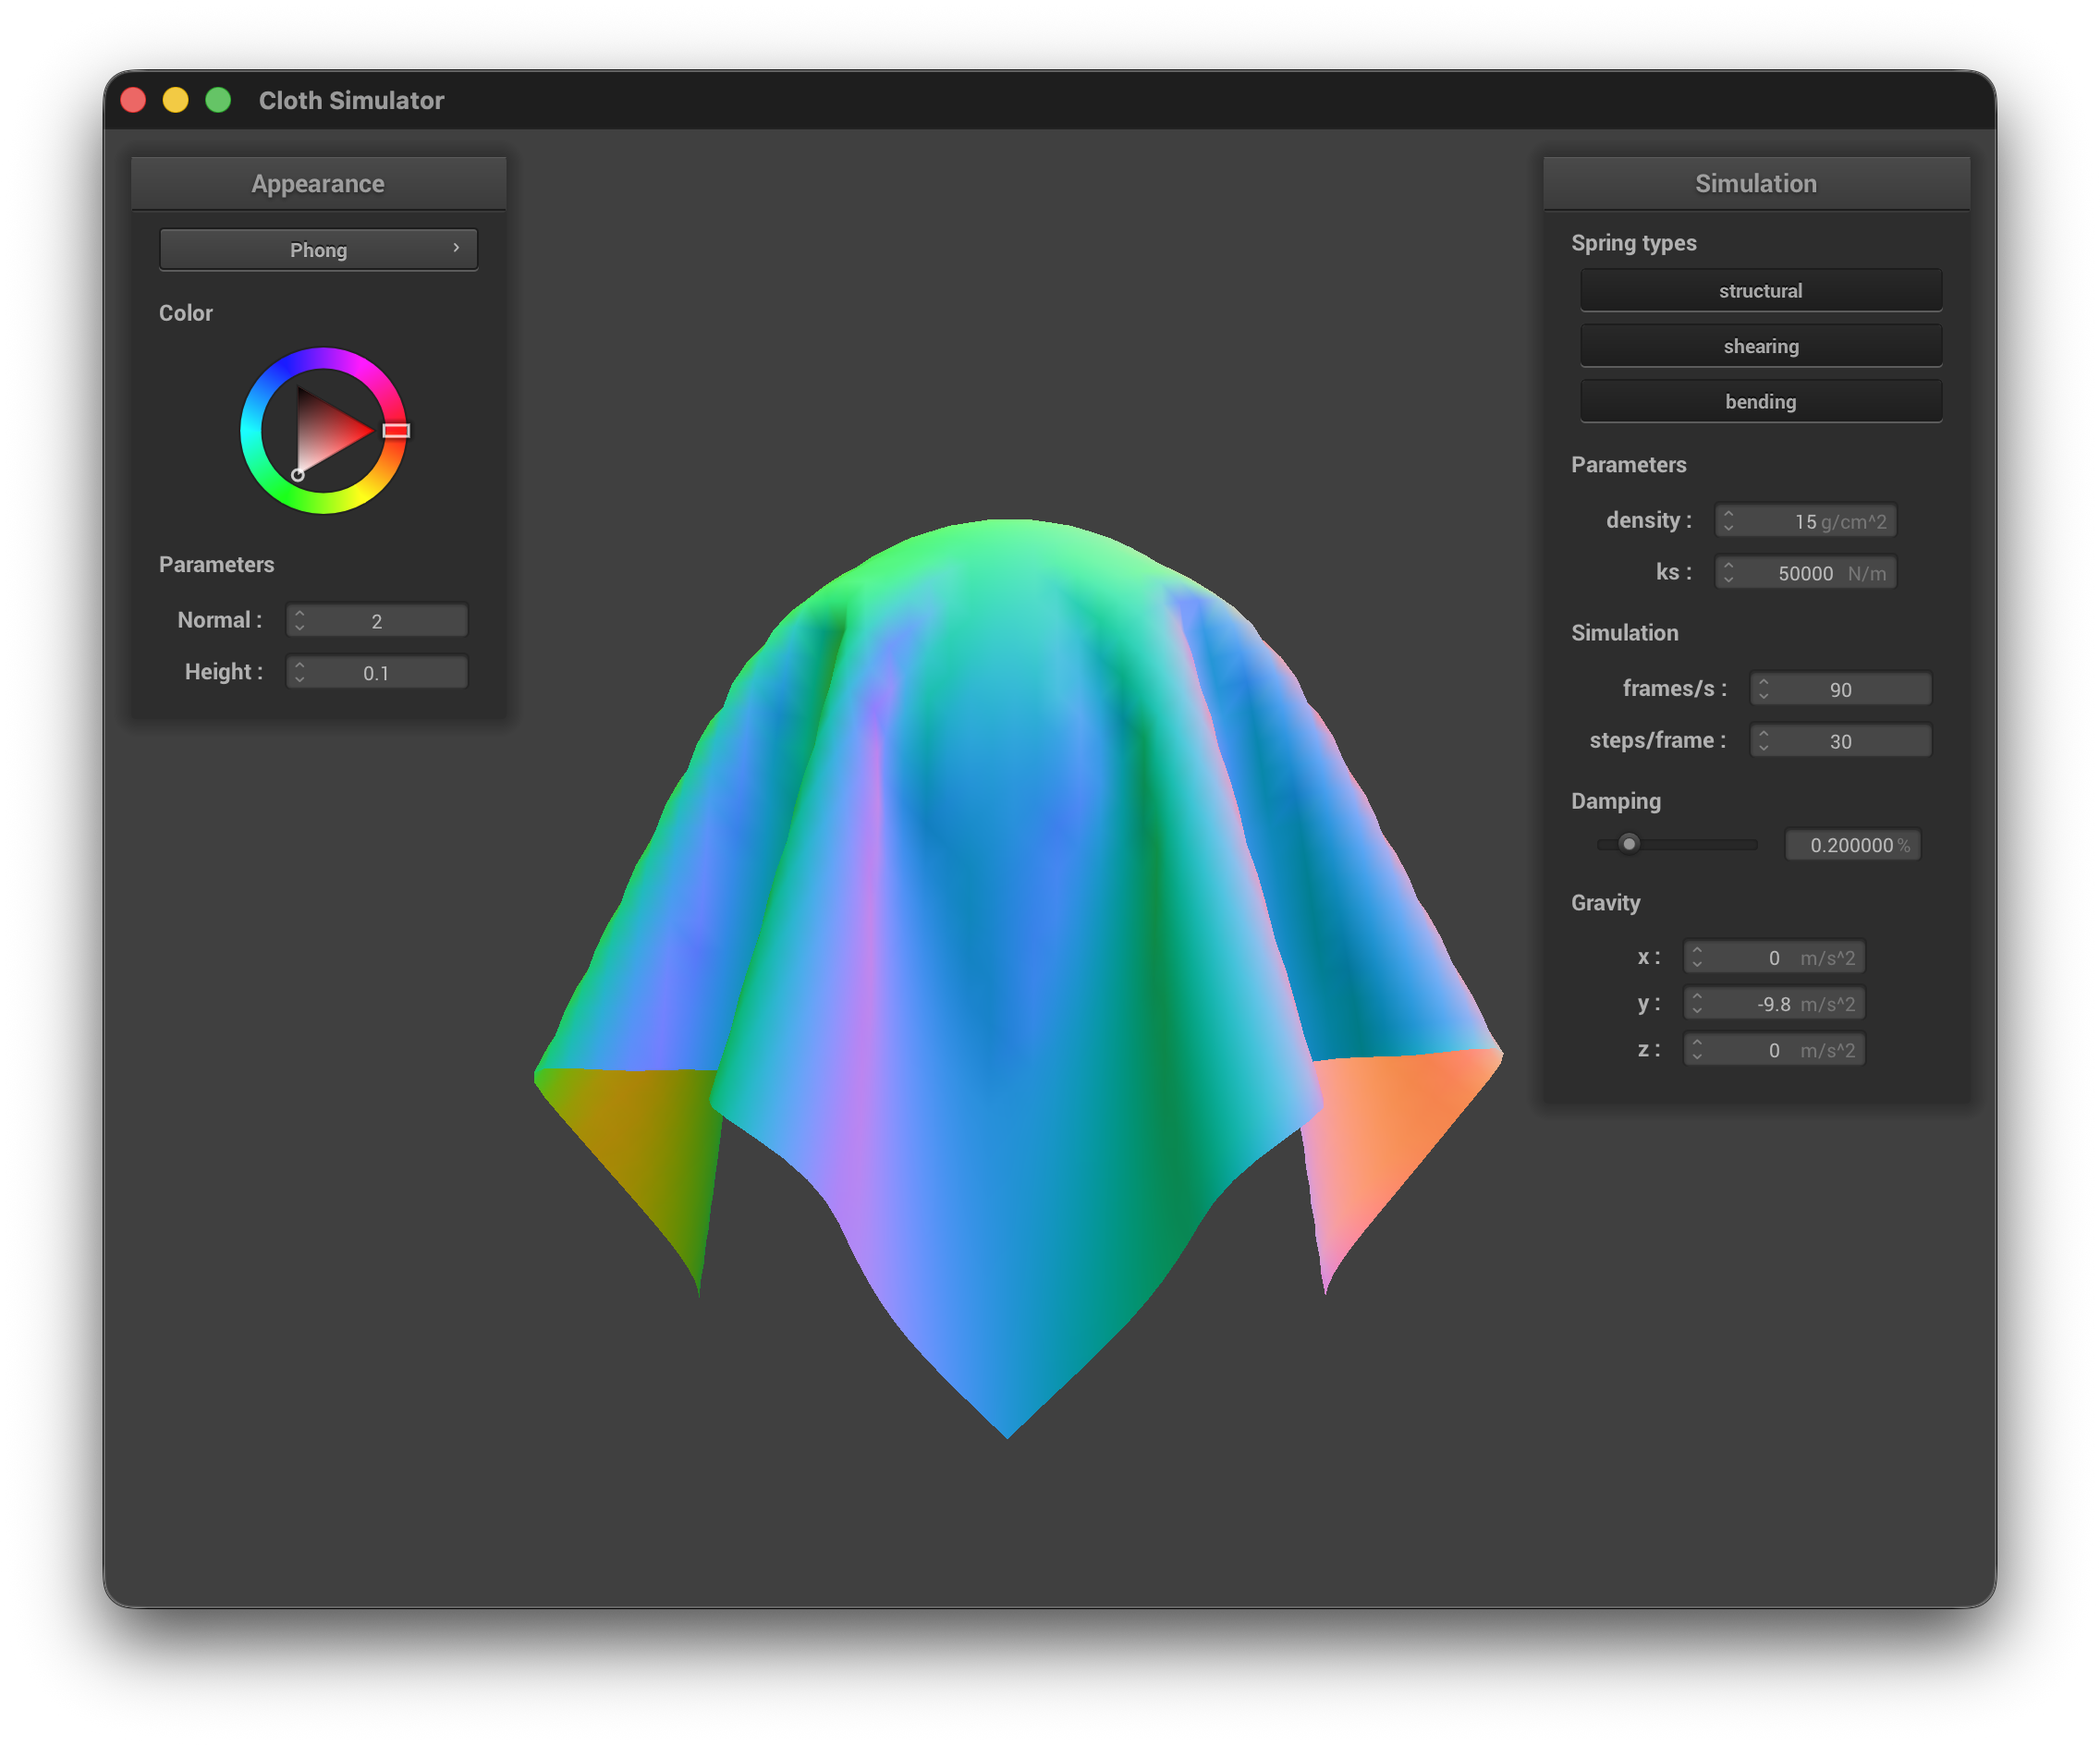 Cloth Simulator
Appearance
Phong
Color
Parameters
Normal :
2
Height :
0.1
Simulation
Spring types
structural
shearing
bending
Parameters
density :
15 g/cm^2
ks :
50000 N/m
Simulation
frames/s :
90
steps/frame :
30
Damping
0.200000 %
Gravity
x :
0 m/s^2
y :
-9.8 m/s^2
z :
0 m/s^2